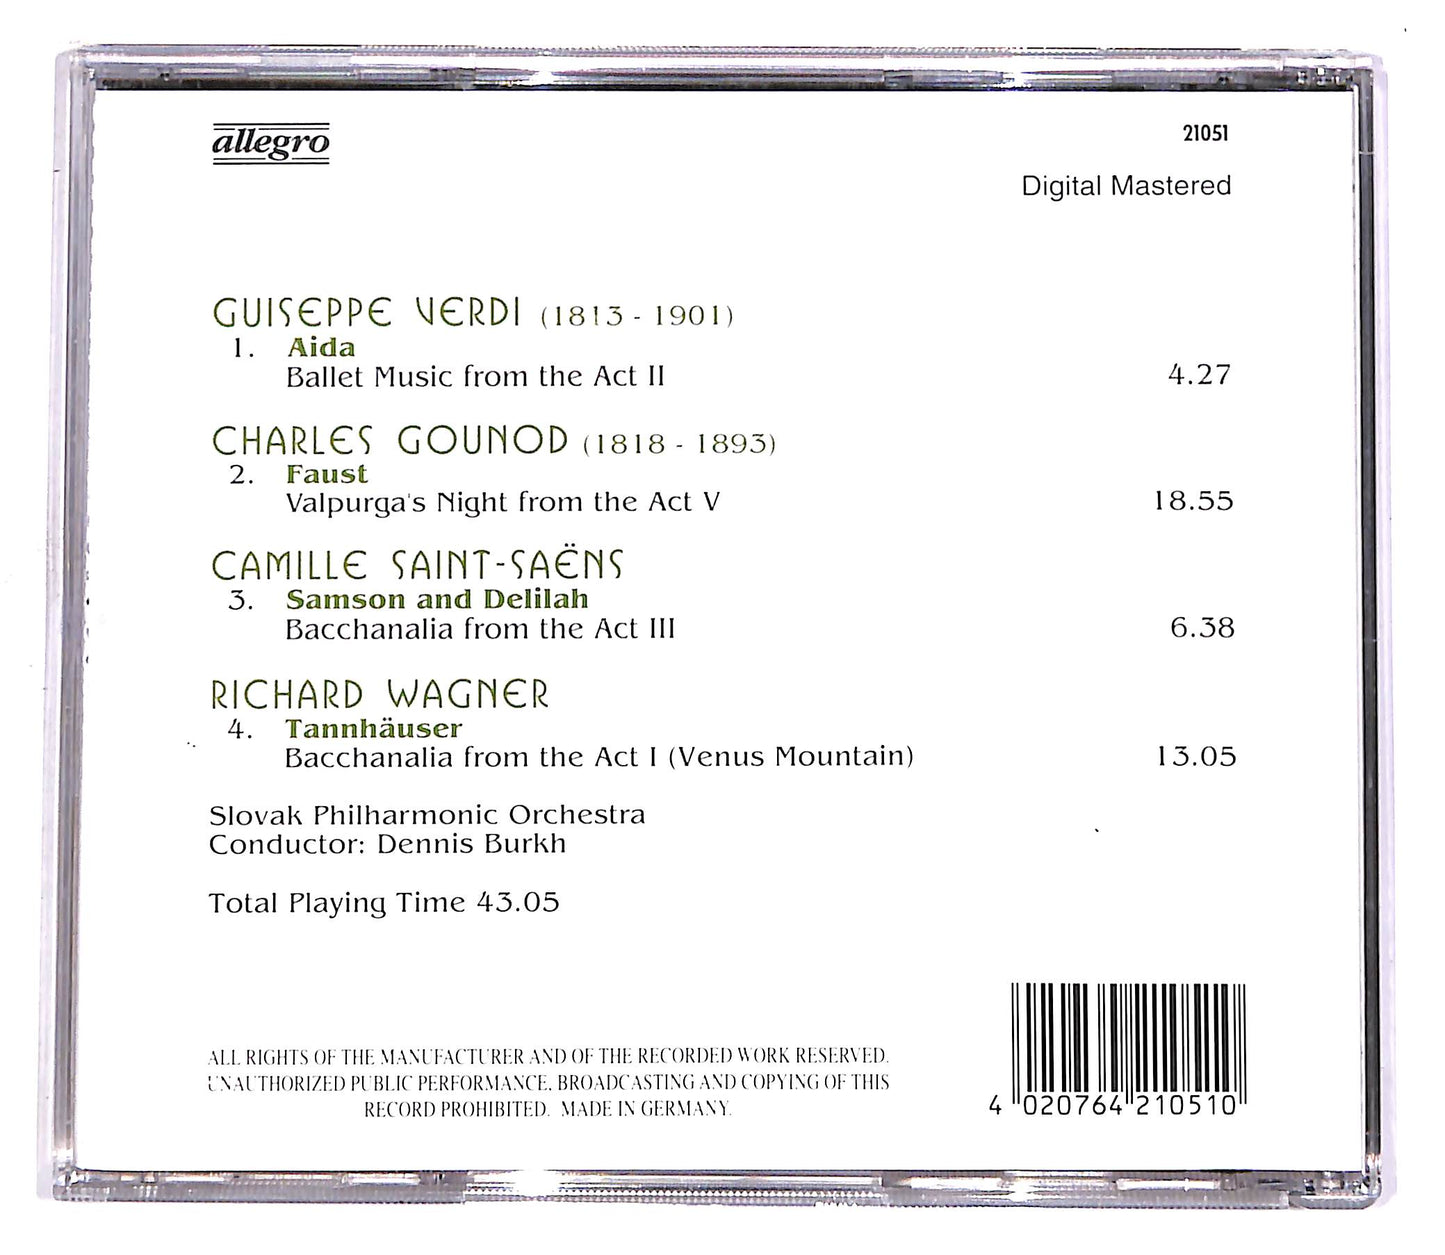 allegro
21051
Digital Mastered
GUISEPPE VERDI (1813 - 1901)
1. Aida
Ballet Music from the Act II 4.27
CHARLES GOUNOD (1818 - 1893)
2. Faust
Valpurga's Night from the Act V 18.55
CAMILLE SAINT-SAËNS
3. Samson and Delilah
Bacchanalia from the Act III 6.38
RICHARD WAGNER
4. Tannhäuser
Bacchanalia from the Act I (Venus Mountain) 13.05
Slovak Philharmonic Orchestra
Conductor: Dennis Burkh
Total Playing Time 43.05
ALL RIGHTS OF THE MANUFACTURER AND OF THE RECORDED WORK RESERVED.
UNAUTHORIZED PUBLIC PERFORMANCE, BROADCASTING AND COPYING OF THIS
RECORD PROHIBITED. MADE IN GERMANY.
4 020764 210510